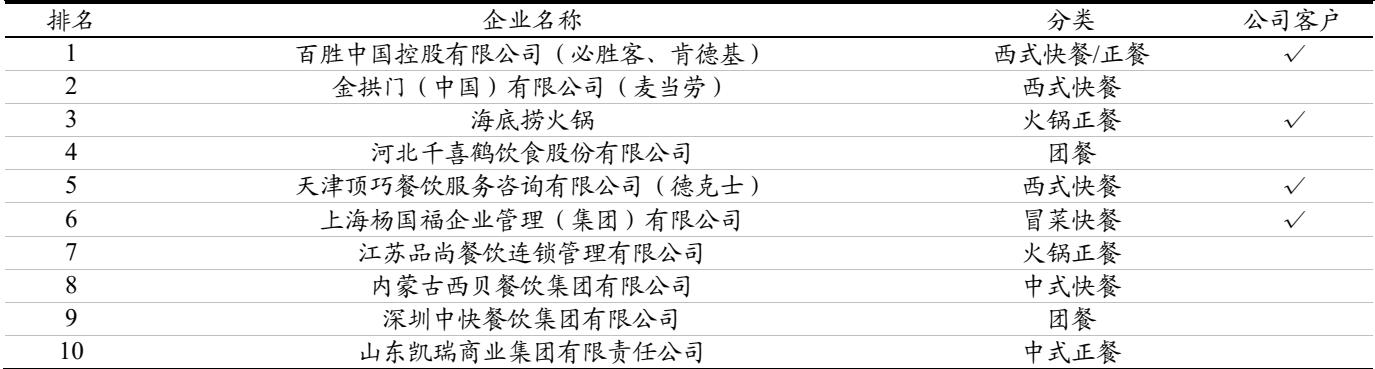 排名 企业名称 分类 公司客户
1 百胜中国控股有限公司（必胜客、肯德基） 西式快餐/正餐 √
2 金拱门（中国）有限公司（麦当劳） 西式快餐
3 海底捞火锅 火锅正餐 √
4 河北千喜鹤饮食股份有限公司 团餐
5 天津顶巧餐饮服务咨询有限公司（德克士） 西式快餐 √
6 上海杨国福企业管理（集团）有限公司 冒菜快餐 √
7 江苏品尚餐饮连锁管理有限公司 火锅正餐
8 内蒙古西贝餐饮集团有限公司 中式快餐
9 深圳中快餐饮集团有限公司 团餐
10 山东凯瑞商业集团有限责任公司 中式正餐